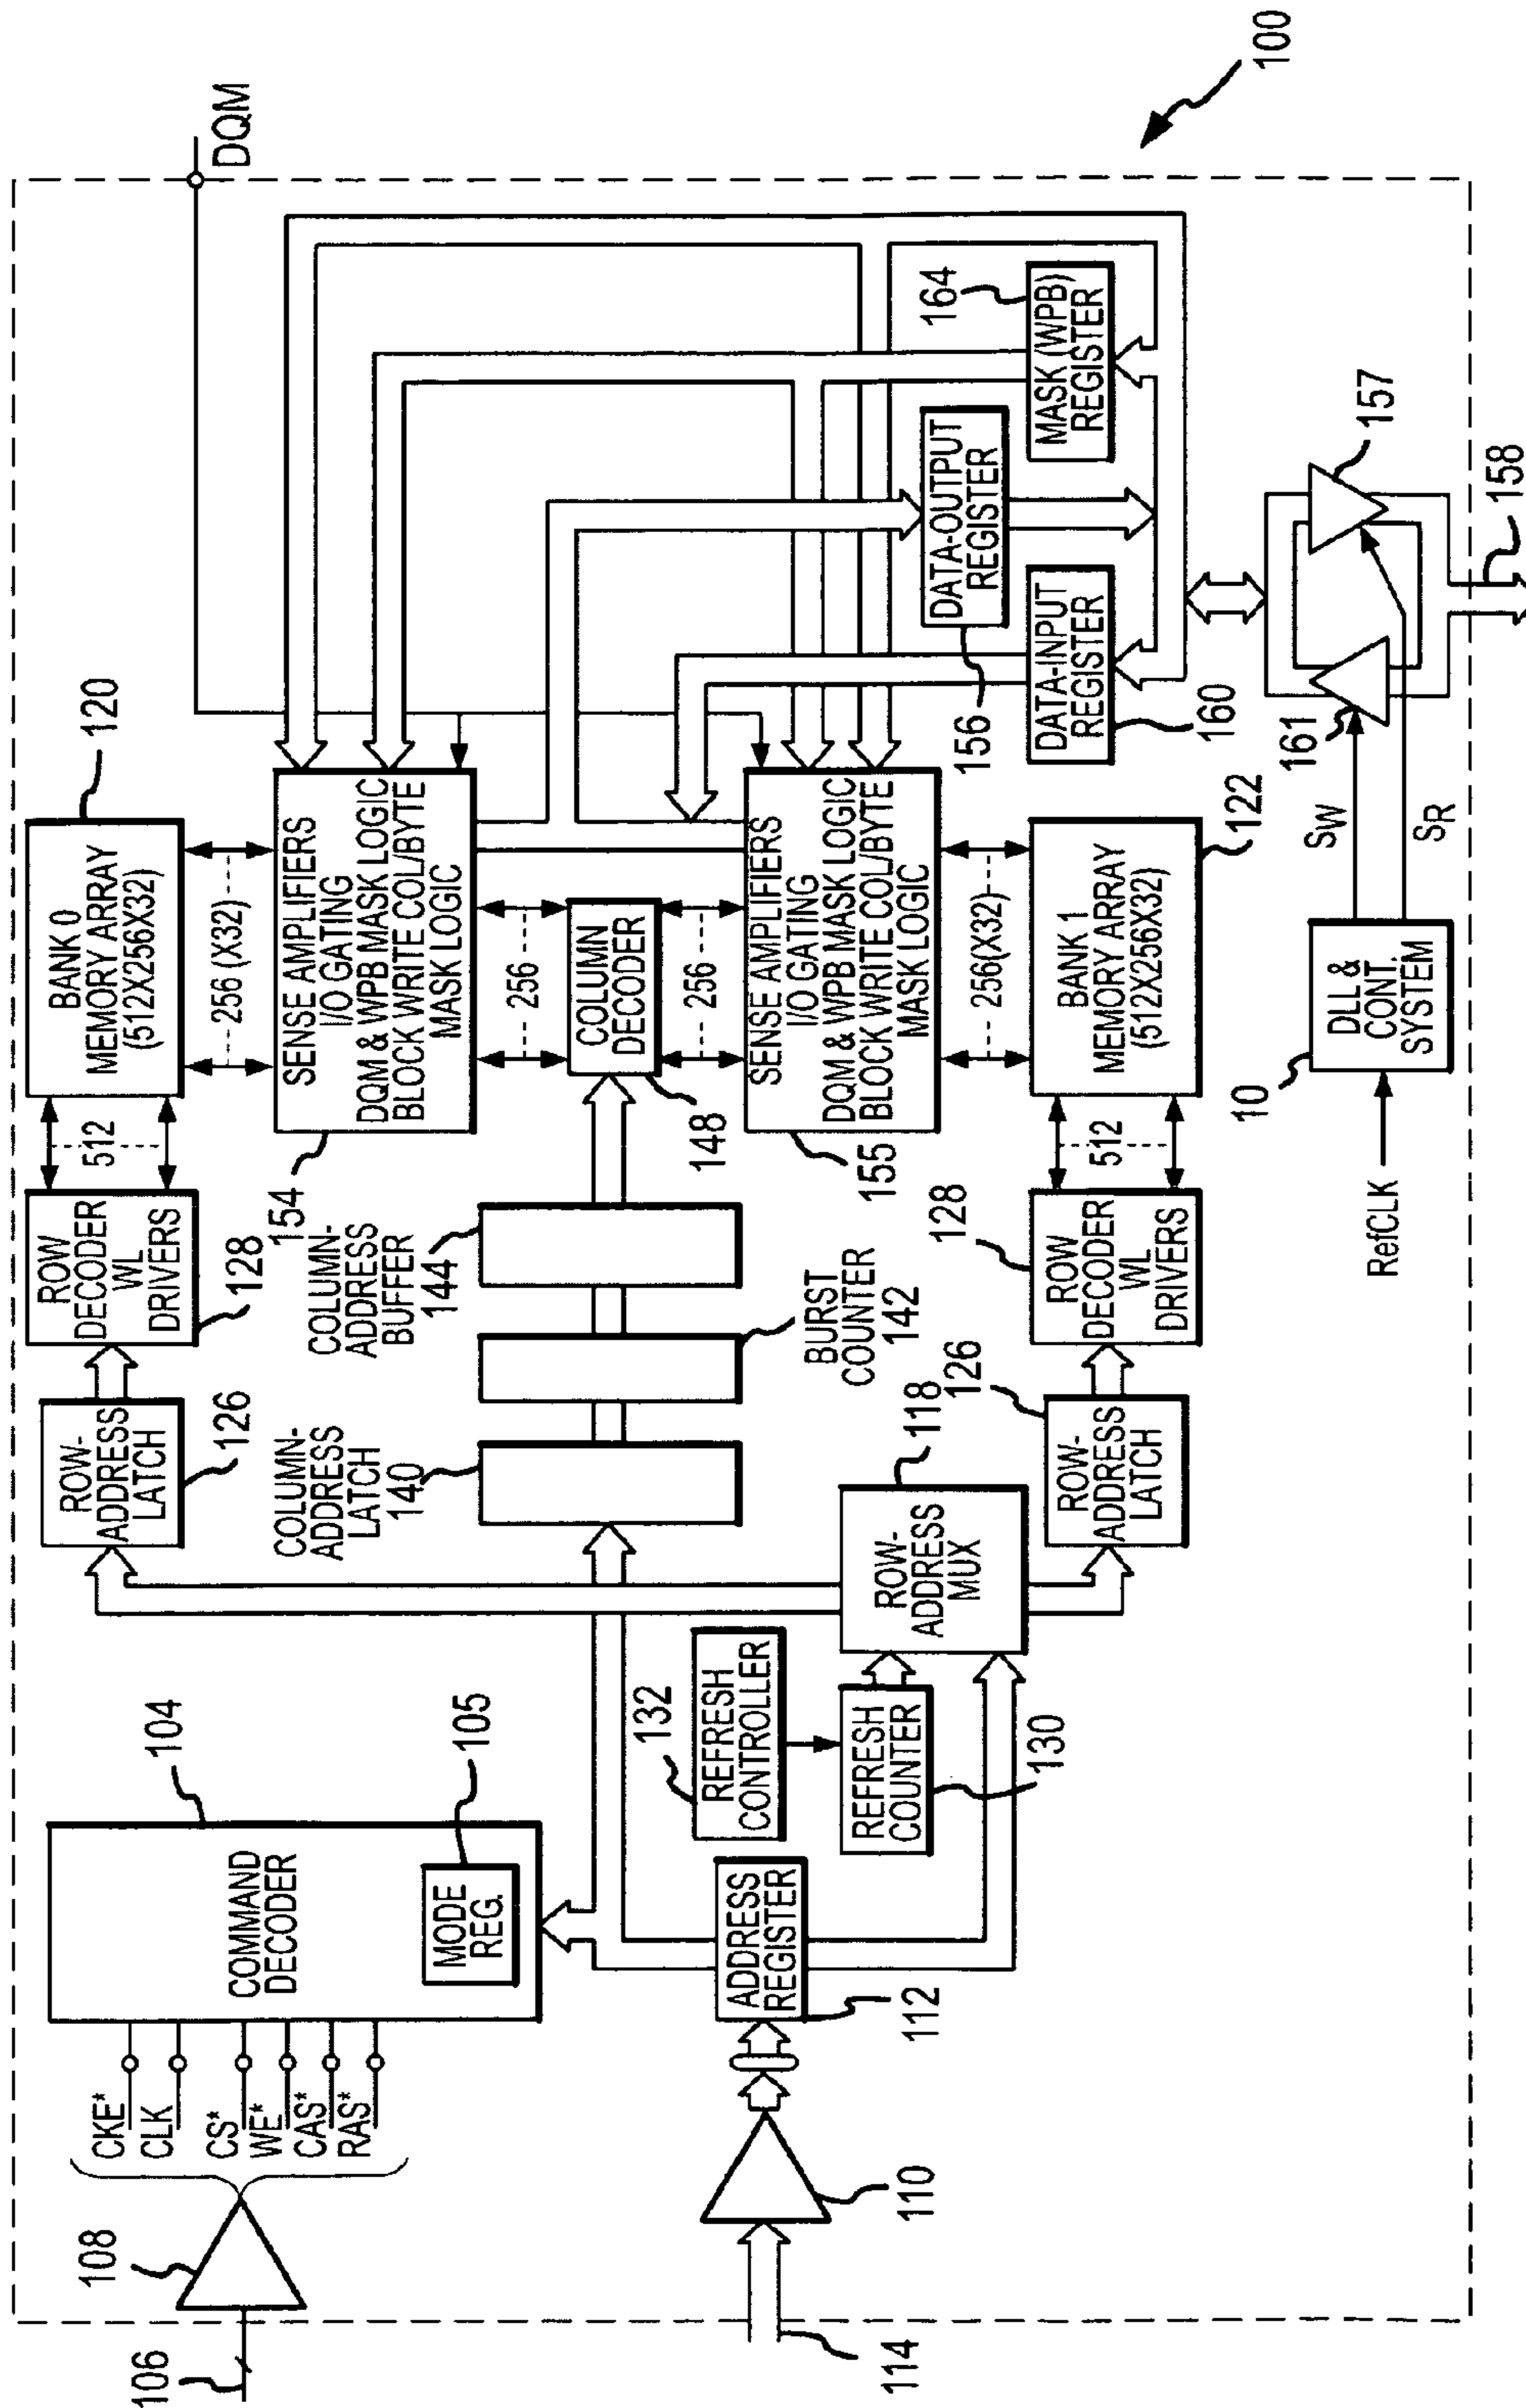 106
108
CKE*
CLK
CS*
WE*
CAS*
RAS*
COMMAND
DECODER
104
MODE
REG.
105
114
110
ADDRESS
REGISTER
112
REFRESH
CONTROLLER
132
REFRESH
COUNTER
130
ROW-
ADDRESS
MUX
118
ROW-
ADDRESS
LATCH
126
ROW
DECODER
WL
DRIVERS
128
512
BANK 0
MEMORY ARRAY
(512X256X32)
120
256 (X32)
SENSE AMPLIFIERS
I/O GATING
DQM & WPB MASK LOGIC
BLOCK WRITE COL/BYTE
MASK LOGIC
154
COLUMN-
ADDRESS
LATCH
140
BURST
COUNTER
142
COLUMN-
ADDRESS
BUFFER
144
256
COLUMN
DECODER
148
256
SENSE AMPLIFIERS
I/O GATING
DQM & WPB MASK LOGIC
BLOCK WRITE COL/BYTE
MASK LOGIC
155
256(X32)
BANK 1
MEMORY ARRAY
(512X256X32)
122
512
ROW
DECODER
WL
DRIVERS
128
ROW-
ADDRESS
LATCH
126
DQM
DATA-INPUT
REGISTER
160
DATA-OUTPUT
REGISTER
156
MASK (WPB)
REGISTER
164
RefCLK
DLL &
CONT.
SYSTEM
10
SW
SR
161
157
158
100